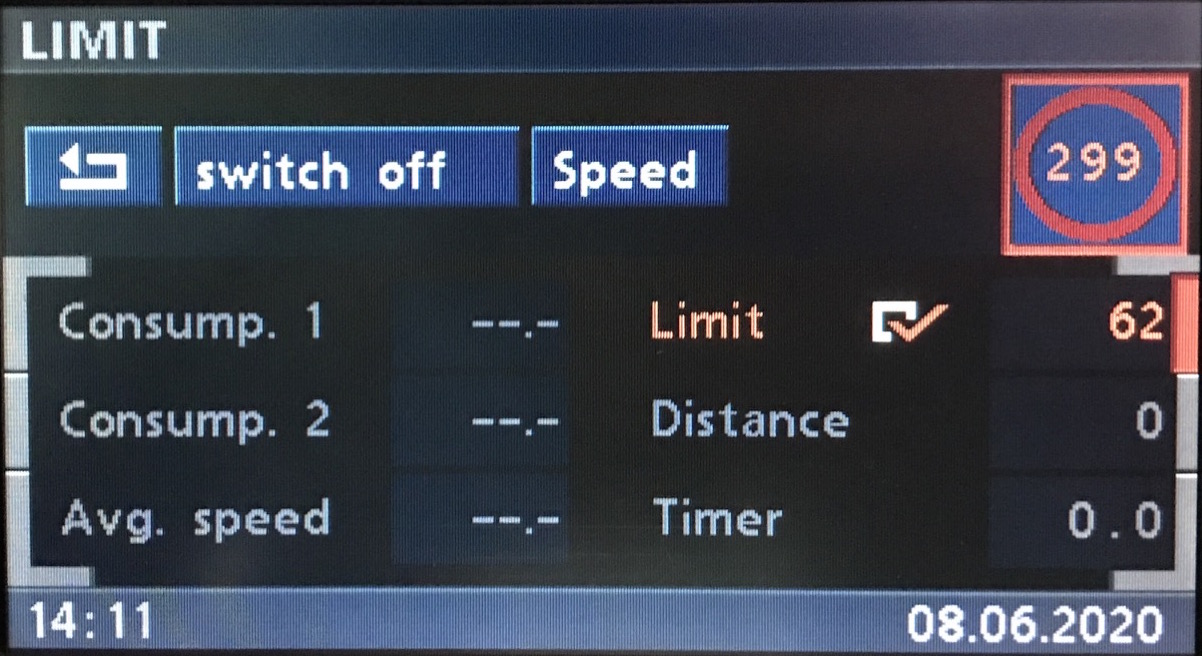 LIMIT
switch off Speed 299
Consump. 1 --.- Limit 62
Consump. 2 --.- Distance 0
Avg. speed --.- Timer 0.0
14:11 08.06.2020